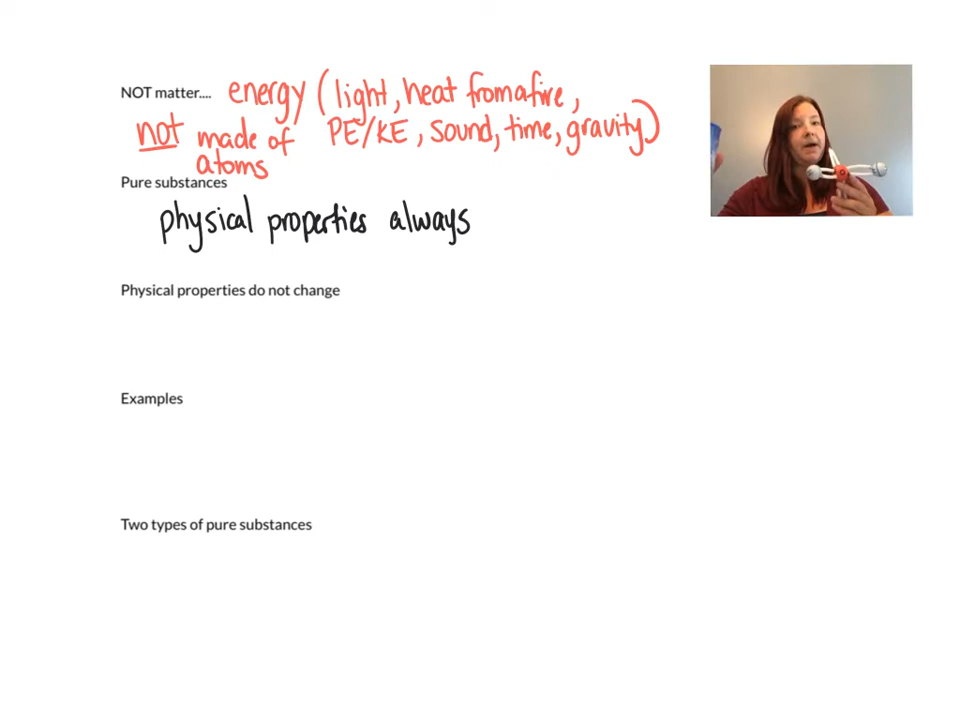 NOT matter.... energy (light, heat from a fire,
not made of PE/KE, sound, time, gravity)
atoms
Pure substances
physical properties always
Physical properties do not change
Examples
Two types of pure substances